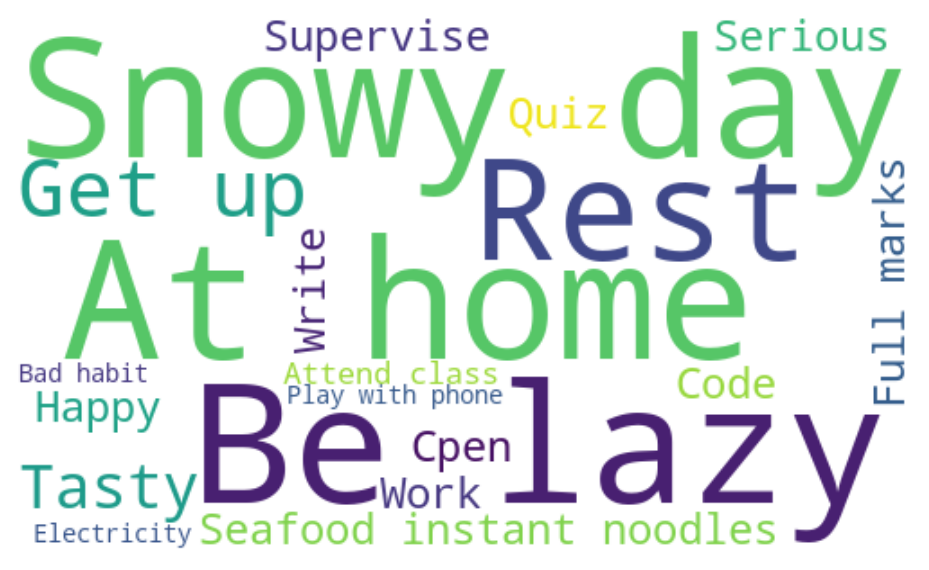 Supervise
Serious
Snowy day
Quiz
Get up
Rest
Full marks
Write
At home
Bad habit
Attend class
Play with phone
Code
Happy
Be lazy
Cpen
Tasty
Work
Electricity
Seafood instant noodles